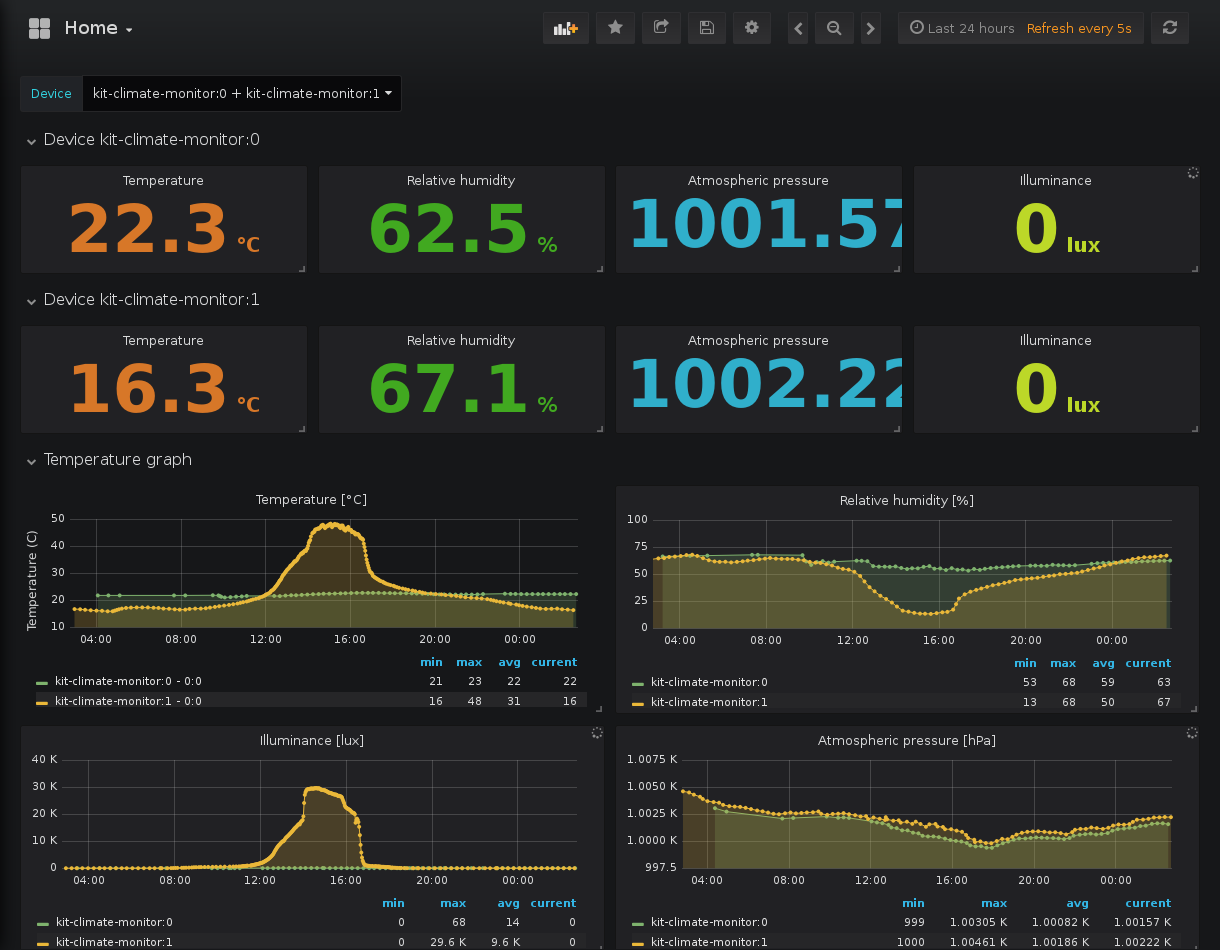 Home
Last 24 hours Refresh every 5s
Device kit-climate-monitor:0 + kit-climate-monitor:1
Device kit-climate-monitor:0
Temperature Relative humidity Atmospheric pressure Illuminance
22.3 °C 62.5 % 1001.57 0 lux
Device kit-climate-monitor:1
Temperature Relative humidity Atmospheric pressure Illuminance
16.3 °C 67.1 % 1002.22 0 lux
Temperature graph
Temperature [°C]
Temperature (C)
50
40
30
20
10
04:00 08:00 12:00 16:00 20:00 00:00
min max avg current
kit-climate-monitor:0 - 0:0 21 23 22 22
kit-climate-monitor:1 - 0:0 16 48 31 16
Relative humidity [%]
100
75
50
25
0
04:00 08:00 12:00 16:00 20:00 00:00
min max avg current
kit-climate-monitor:0 53 68 59 63
kit-climate-monitor:1 13 68 50 67
Illuminance [lux]
40 K
30 K
20 K
10 K
0
04:00 08:00 12:00 16:00 20:00 00:00
min max avg current
kit-climate-monitor:0 0 68 14 0
kit-climate-monitor:1 0 29.6 K 9.6 K 0
Atmospheric pressure [hPa]
1.0075 K
1.0050 K
1.0025 K
1.0000 K
997.5
04:00 08:00 12:00 16:00 20:00 00:00
min max avg current
kit-climate-monitor:0 999 1.00305 K 1.00082 K 1.00157 K
kit-climate-monitor:1 1000 1.00461 K 1.00186 K 1.00222 K